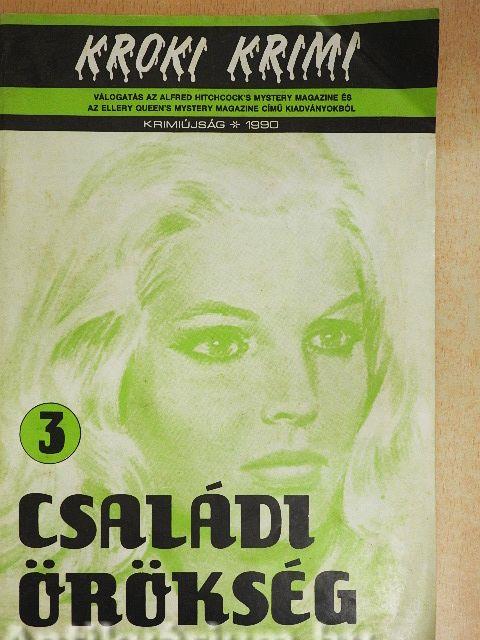 KROKI KRIMI
VÁLOGATÁS AZ ALFRED HITCHCOCK'S MYSTERY MAGAZINE ÉS
AZ ELLERY QUEEN'S MYSTERY MAGAZINE CÍMŰ KIADVÁNYOKBÓL
KRIMIÚJSÁG * 1990
3
CSALÁDI
ÖRÖKSÉG